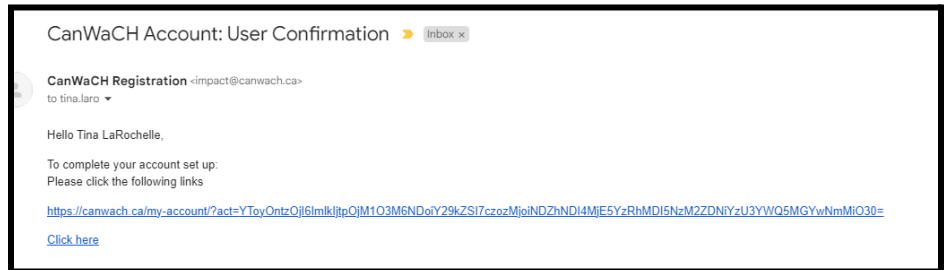 CanWaCH Account: User Confirmation Inbox x
CanWaCH Registration <impact@canwach.ca>
to tina.laro
Hello Tina LaRochelle,
To complete your account set up:
Please click the following links
https://canwach.ca/my-account/?act=YToyOntzOjI6ImlkIjtpOjM1O3M6NDoiY29kZSI7czozMjoiNDZhNDI4MjE5YzRhMDI5NzM2ZDNiYzU3YWQ5MGYwNmMiO30=
Click here